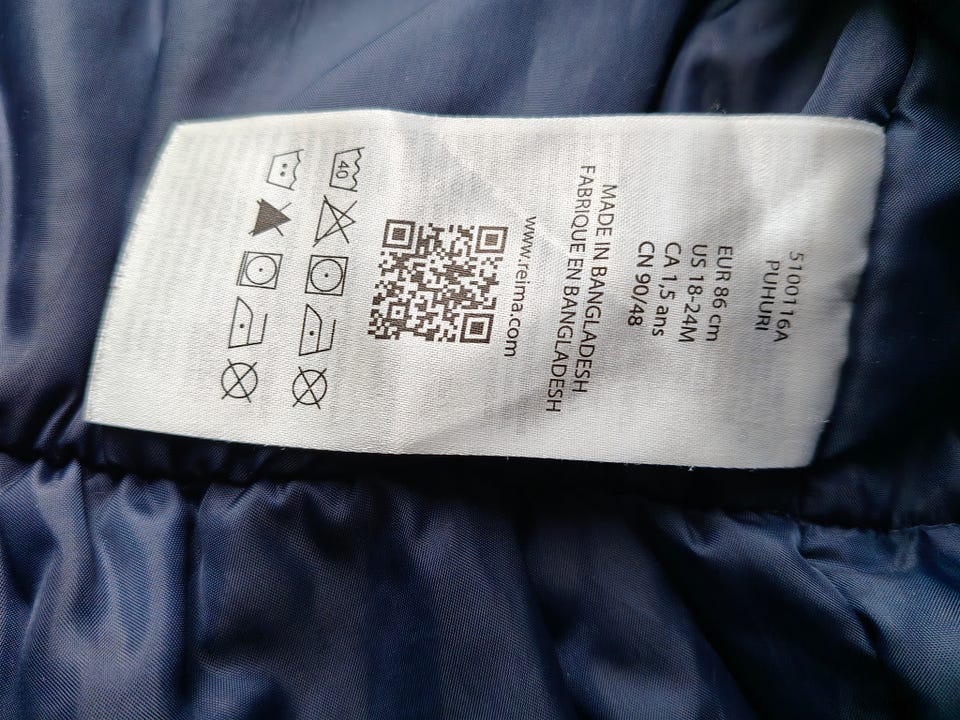 5100116A
PUHURI
EUR 86 cm
US 18-24M
CA 1,5 ans
CN 90/48
MADE IN BANGLADESH
FABRIQUE EN BANGLADESH
www.reima.com
40